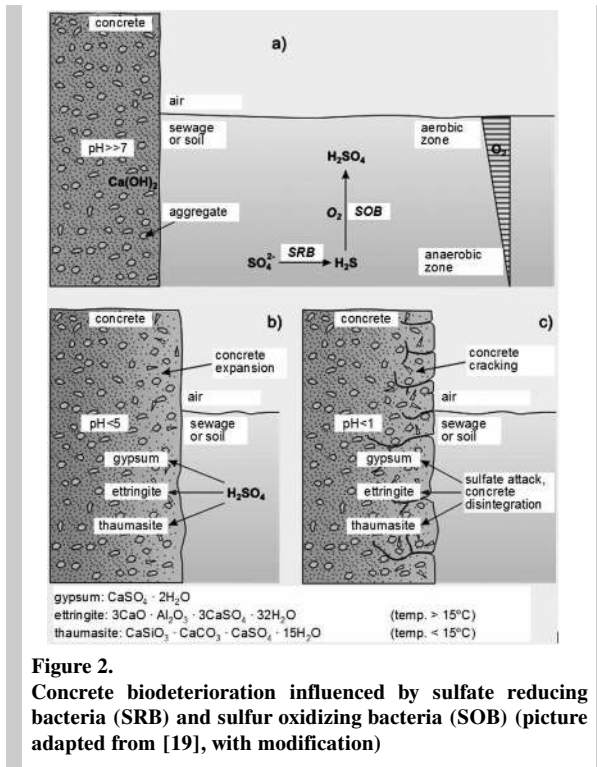 concrete
a)
air
sewage
or soil
aerobic
zone
O₂
pH>>7
H₂SO₄
Ca(OH)₂
aggregate
O₂ SOB
SRB
SO₄²⁻ H₂S
anaerobic
zone
concrete
b)
concrete
expansion
air
pH<5
sewage
or soil
gypsum
ettringite
H₂SO₄
thaumasite
concrete
c)
concrete
cracking
air
pH<1
sewage
or soil
gypsum
ettringite
thaumasite
sulfate attack,
concrete
disintegration
gypsum: CaSO₄ · 2H₂O
ettringite: 3CaO · Al₂O₃ · 3CaSO₄ · 32H₂O (temp. > 15ºC)
thaumasite: CaSiO₃ · CaCO₃ · CaSO₄ · 15H₂O (temp. < 15ºC)
Figure 2.
Concrete biodeterioration influenced by sulfate reducing
bacteria (SRB) and sulfur oxidizing bacteria (SOB) (picture
adapted from [19], with modification)